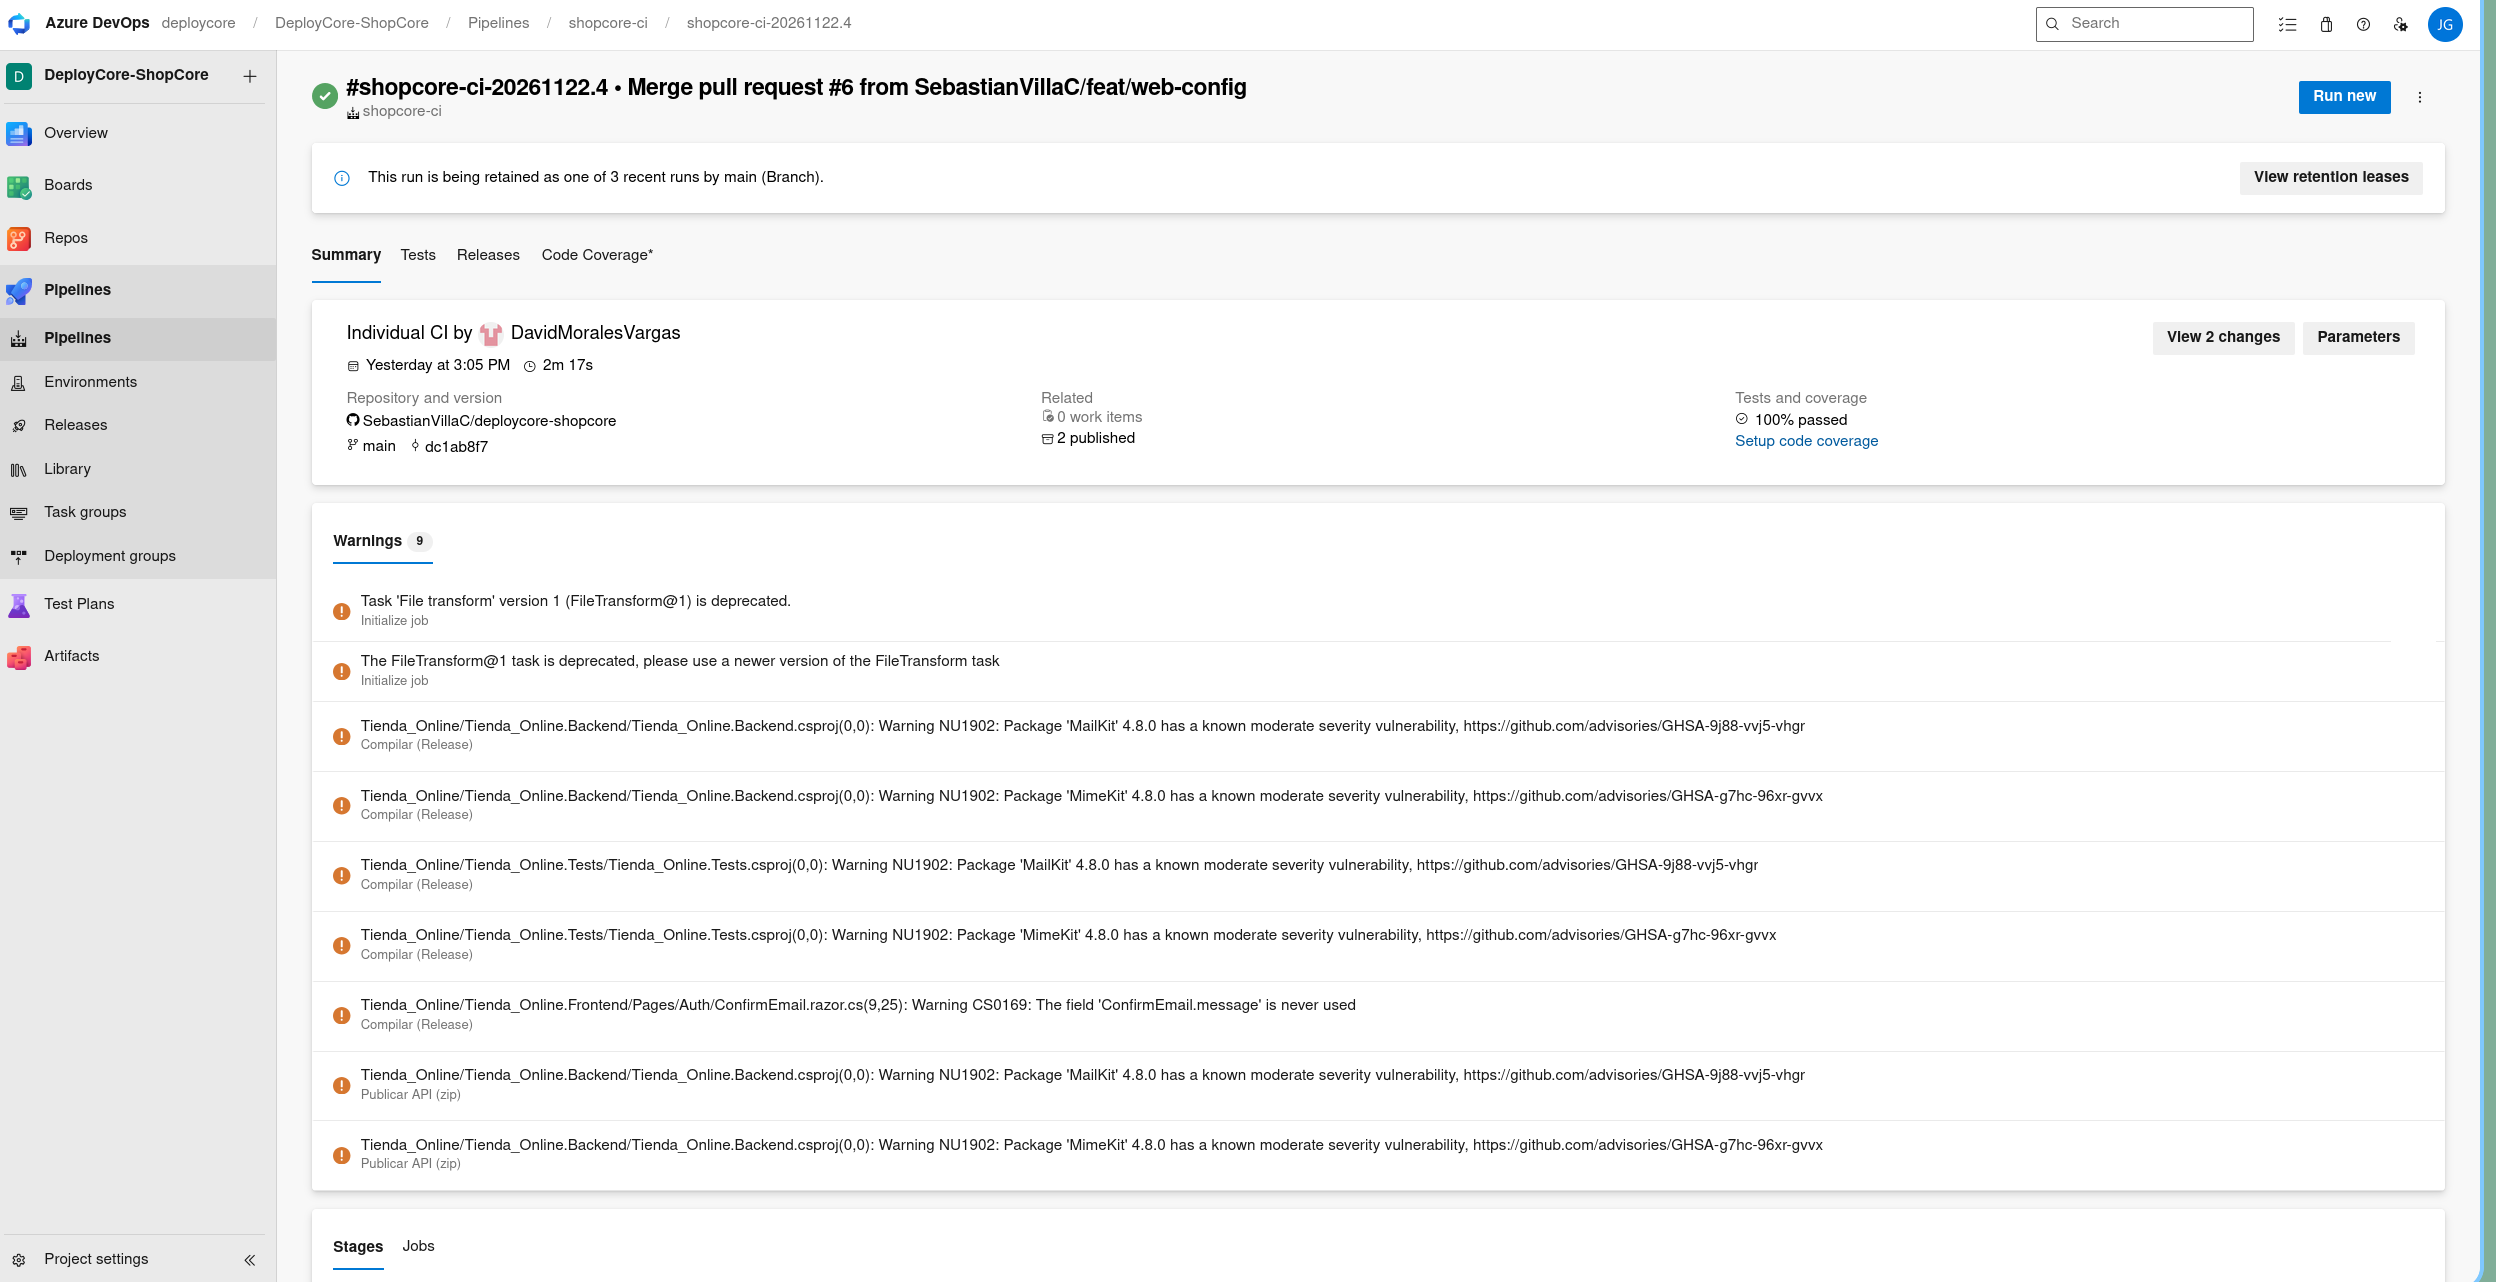 Azure DevOps deploycore / DeployCore-ShopCore / Pipelines / shopcore-ci / shopcore-ci-20261122.4
Search
JG
D DeployCore-ShopCore
Overview
Boards
Repos
Pipelines
Pipelines
Environments
Releases
Library
Task groups
Deployment groups
Test Plans
Artifacts
Project settings
#shopcore-ci-20261122.4 • Merge pull request #6 from SebastianVillaC/feat/web-config
shopcore-ci
Run new
This run is being retained as one of 3 recent runs by main (Branch).
View retention leases
Summary Tests Releases Code Coverage*
Individual CI by DavidMoralesVargas
View 2 changes Parameters
Yesterday at 3:05 PM 2m 17s
Repository and version
SebastianVillaC/deploycore-shopcore
main dc1ab8f7
Related
0 work items
2 published
Tests and coverage
100% passed
Setup code coverage
Warnings 9
Task 'File transform' version 1 (FileTransform@1) is deprecated.
Initialize job
The FileTransform@1 task is deprecated, please use a newer version of the FileTransform task
Initialize job
Tienda_Online/Tienda_Online.Backend/Tienda_Online.Backend.csproj(0,0): Warning NU1902: Package 'MailKit' 4.8.0 has a known moderate severity vulnerability, https://github.com/advisories/GHSA-9j88-vvj5-vhgr
Compilar (Release)
Tienda_Online/Tienda_Online.Backend/Tienda_Online.Backend.csproj(0,0): Warning NU1902: Package 'MimeKit' 4.8.0 has a known moderate severity vulnerability, https://github.com/advisories/GHSA-g7hc-96xr-gvvx
Compilar (Release)
Tienda_Online/Tienda_Online.Tests/Tienda_Online.Tests.csproj(0,0): Warning NU1902: Package 'MailKit' 4.8.0 has a known moderate severity vulnerability, https://github.com/advisories/GHSA-9j88-vvj5-vhgr
Compilar (Release)
Tienda_Online/Tienda_Online.Tests/Tienda_Online.Tests.csproj(0,0): Warning NU1902: Package 'MimeKit' 4.8.0 has a known moderate severity vulnerability, https://github.com/advisories/GHSA-g7hc-96xr-gvvx
Compilar (Release)
Tienda_Online/Tienda_Online.Frontend/Pages/Auth/ConfirmEmail.razor.cs(9,25): Warning CS0169: The field 'ConfirmEmail.message' is never used
Compilar (Release)
Tienda_Online/Tienda_Online.Backend/Tienda_Online.Backend.csproj(0,0): Warning NU1902: Package 'MailKit' 4.8.0 has a known moderate severity vulnerability, https://github.com/advisories/GHSA-9j88-vvj5-vhgr
Publicar API (zip)
Tienda_Online/Tienda_Online.Backend/Tienda_Online.Backend.csproj(0,0): Warning NU1902: Package 'MimeKit' 4.8.0 has a known moderate severity vulnerability, https://github.com/advisories/GHSA-g7hc-96xr-gvvx
Publicar API (zip)
Stages Jobs